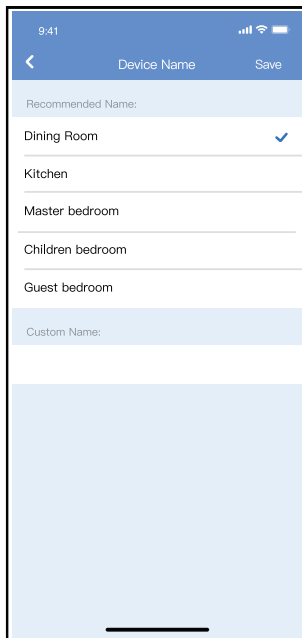 9:41
Device Name Save
Recommended Name:
Dining Room
Kitchen
Master bedroom
Children bedroom
Guest bedroom
Custom Name: